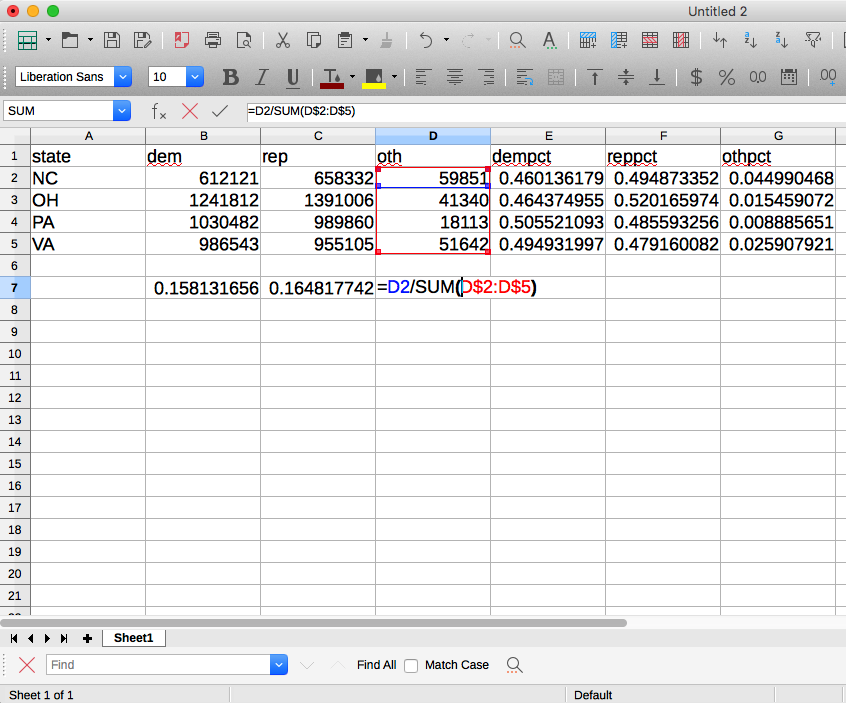 Untitled 2
Liberation Sans 10 B I U $ % 0,0 .00
SUM fx =D2/SUM(D$2:D$5)
A B C D E F G
1 state dem rep oth dempct reppct othpct
2 NC 612121 658332 59851 0.460136179 0.494873352 0.044990468
3 OH 1241812 1391006 41340 0.464374955 0.520165974 0.015459072
4 PA 1030482 989860 18113 0.505521093 0.485593256 0.008885651
5 VA 986543 955105 51642 0.494931997 0.479160082 0.025907921
6
7 0.158131656 0.164817742 =D2/SUM(D$2:D$5)
8
9
10
11
12
13
14
15
16
17
18
19
20
21
Sheet1
Find Find All Match Case
Sheet 1 of 1 Default